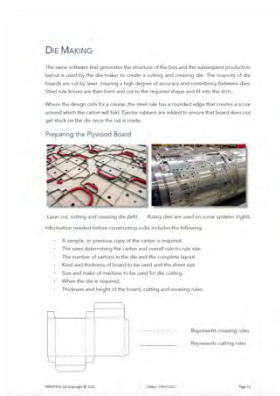 DIE MAKING
The same software that generates the structure of the box and the subsequent production
layout is used by the die maker to create a cutting and creasing die. The majority of die
boards are cut by laser, insuring a high degree of accuracy and consistency between dies.
Steel rule knives are then bent and cut to the required shape and fit into the slots.
Where the design calls for a crease, the steel rule has a rounded edge that creates a score
around which the carton will fold. Ejector rubbers are added to ensure that board does not
get stuck on the die once the cut is made.
Preparing the Plywood Board
Laser cut, cutting and creasing die (left). Rotary dies are used on some systems (right).
Information needed before constructing a die includes the following:
· A sample, or previous copy of the carton is required.
· The sizes determining the carton and overall rule-to-rule size.
· The number of cartons in the die and the complete layout.
· Kind and thickness of board to be used and the sheet size.
· Size and make of machine to be used for die cutting.
· When the die is required.
· Thickness and height of the board, cutting and creasing rules.
Represents creasing rules
Represents cutting rules
Page